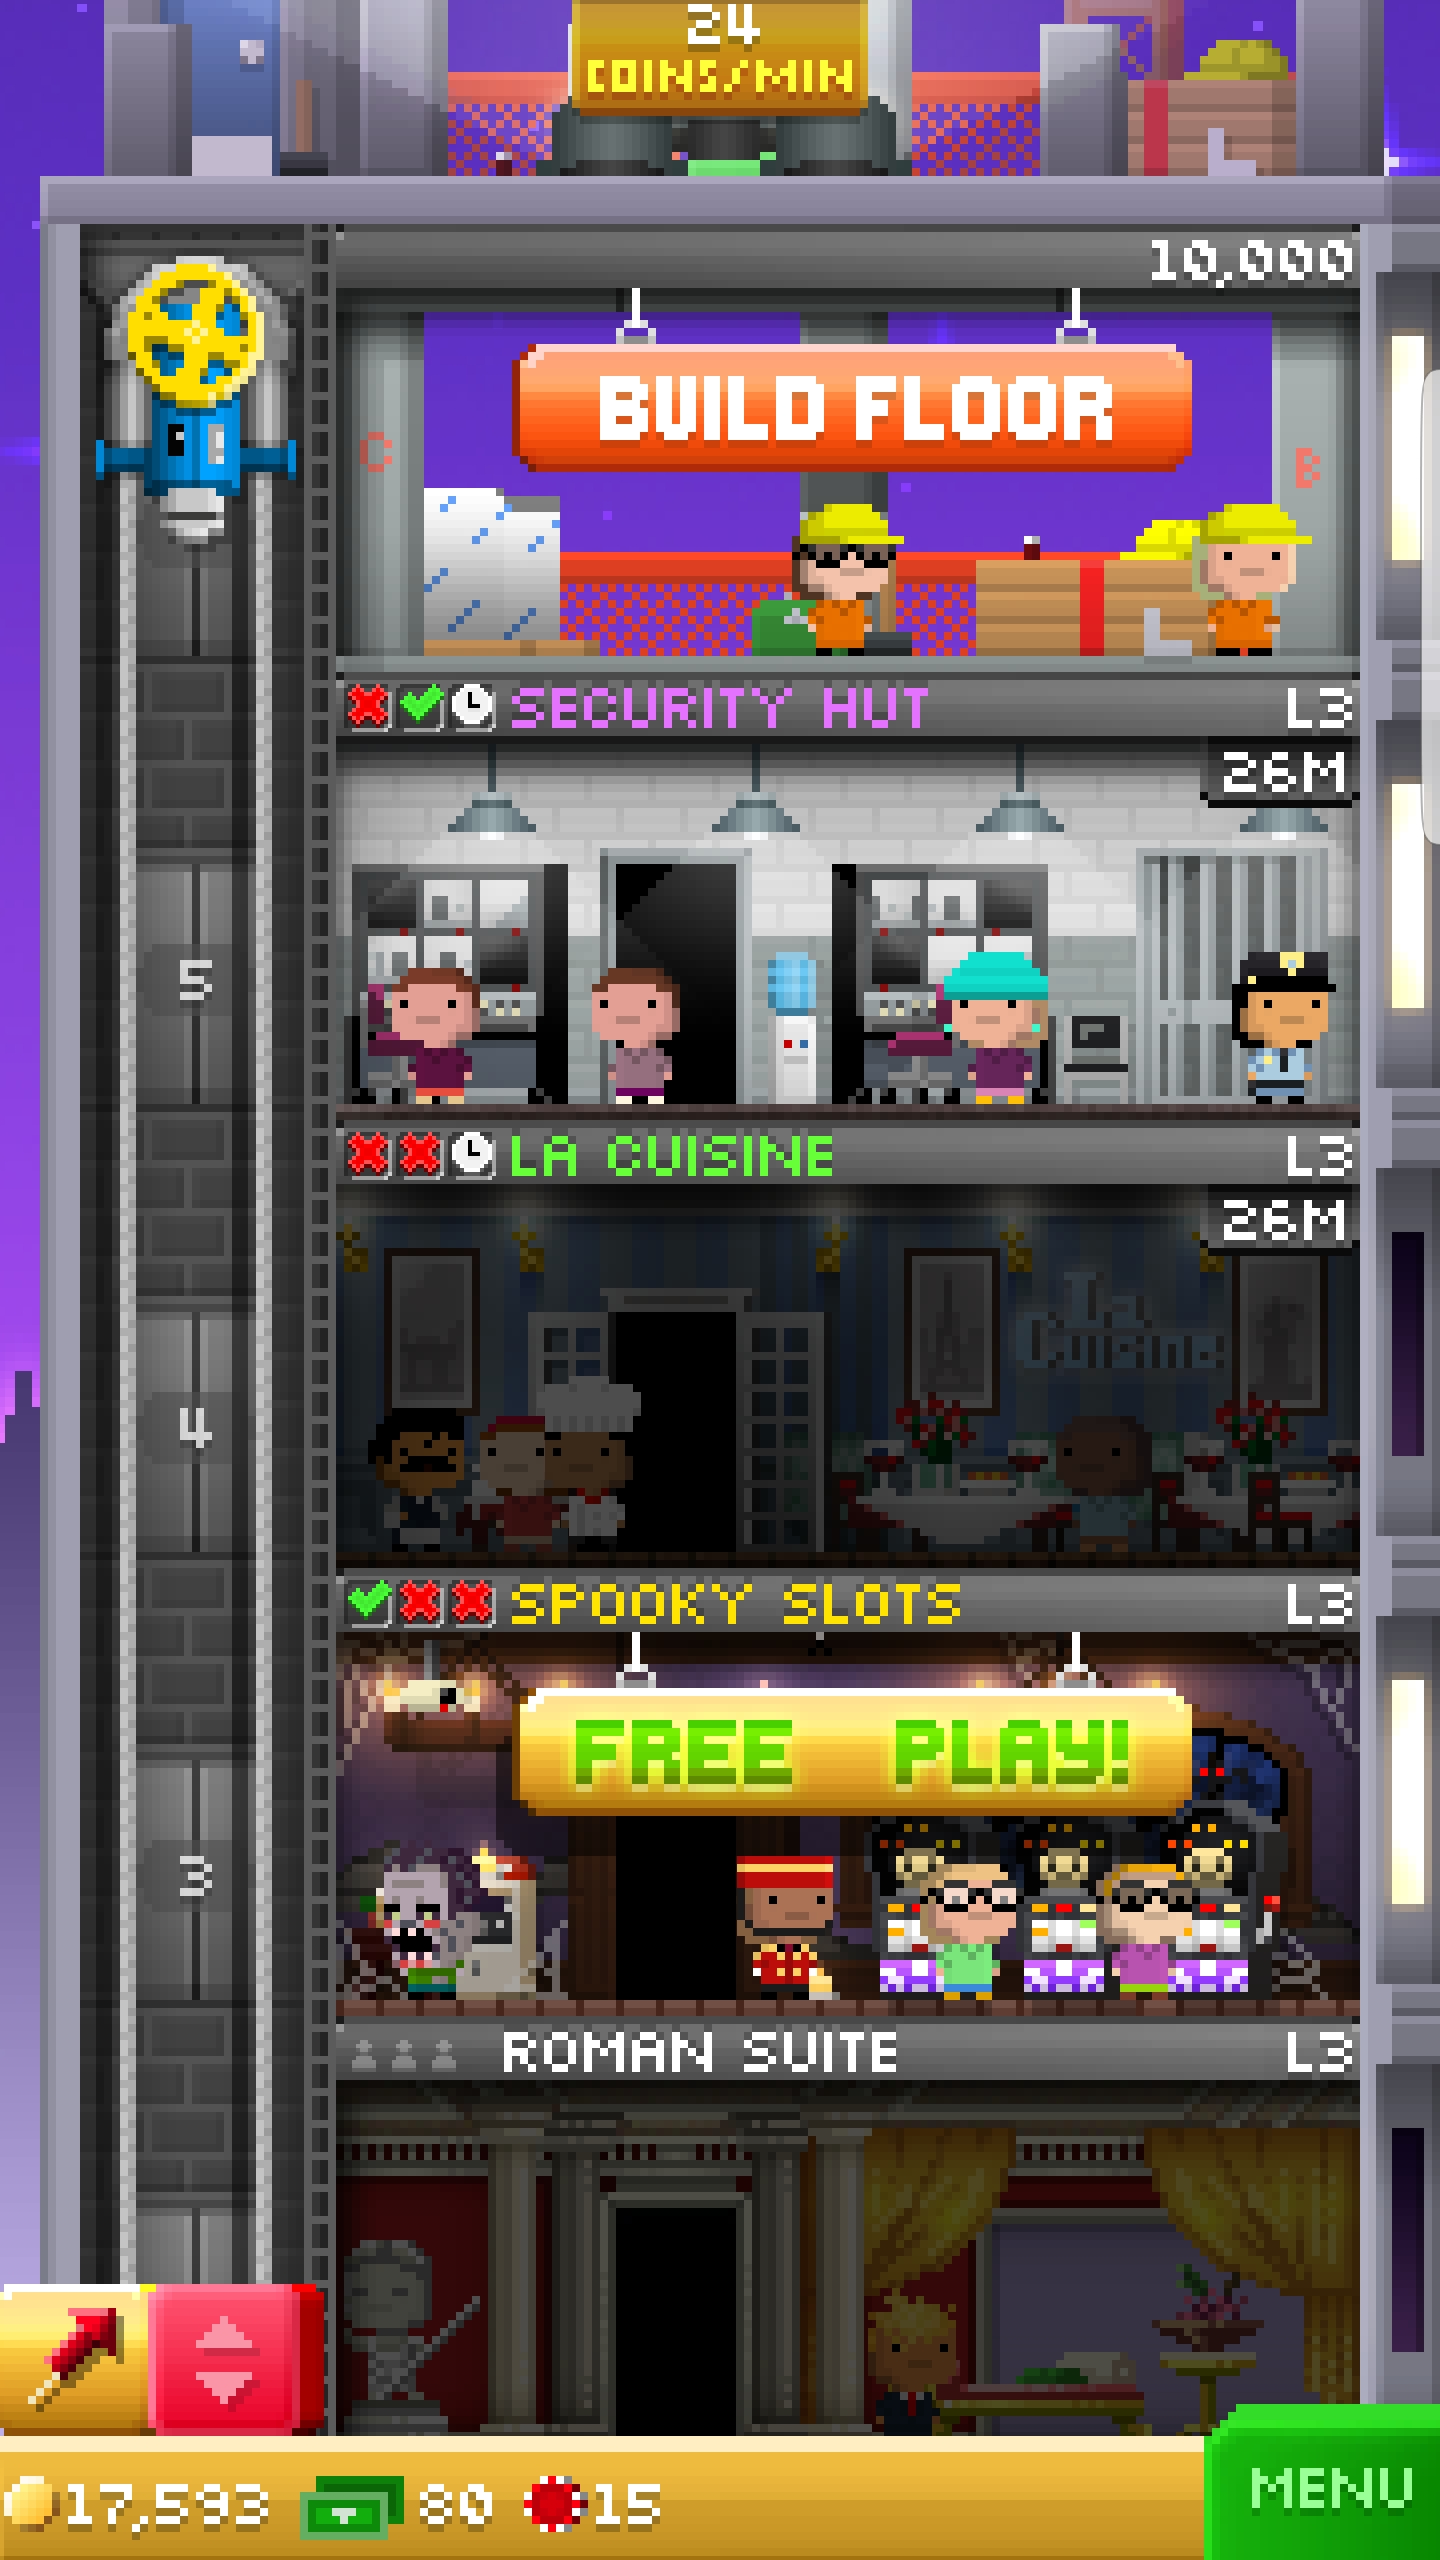 24
COINS/MIN
10,000
BUILD FLOOR
C
B
SECURITY HUT L3
26M
5
LA CUISINE L3
26M
La
Cuisine
4
SPOOKY SLOTS L3
FREE PLAY!
3
ROMAN SUITE L3
17,593 80 15
MENU